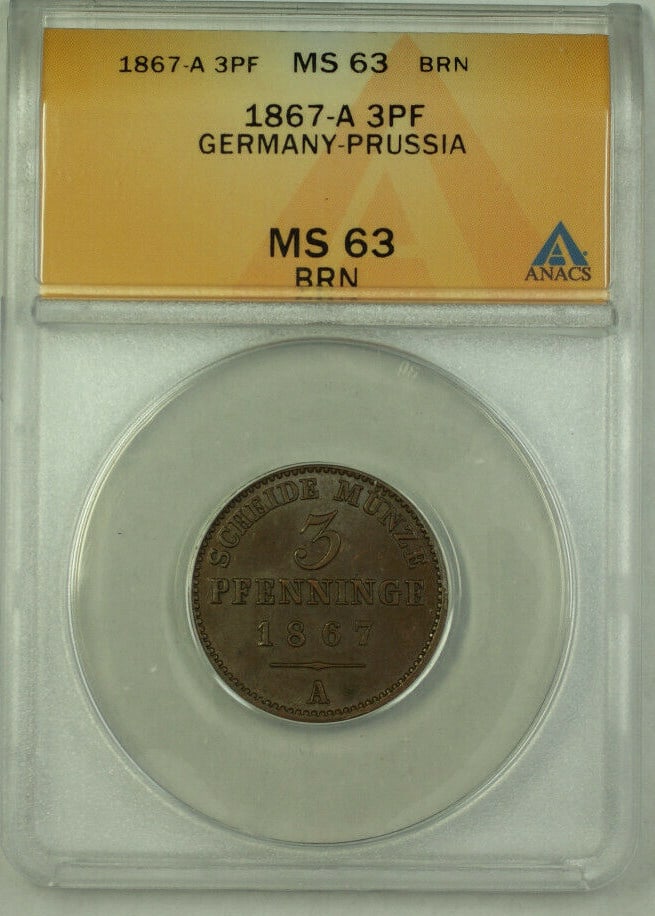 1867-A 3PF MS 63 BRN
1867-A 3PF
GERMANY-PRUSSIA
MS 63
BRN
ANACS
SCHEIDE MÜNZE
3
PFENNINGE
1867
A